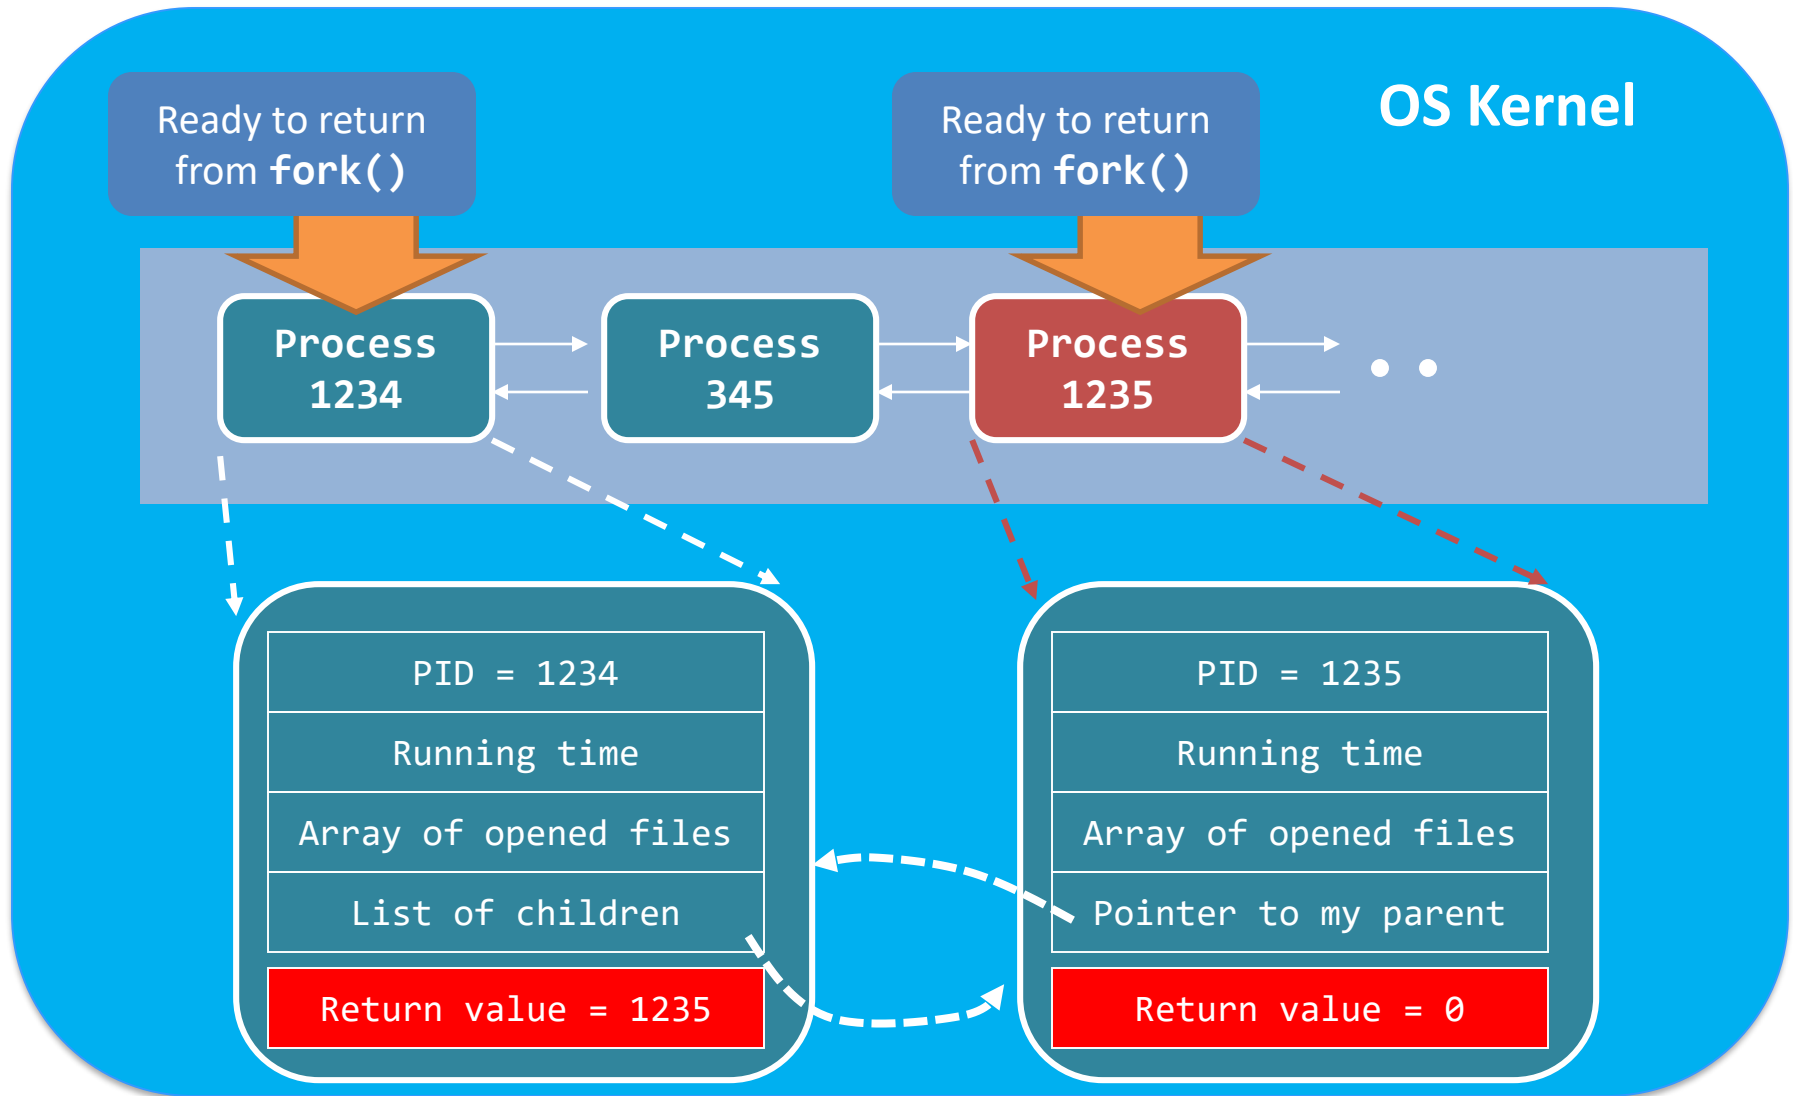 OS Kernel
Ready to return
from fork()
Ready to return
from fork()
Process
1234
Process
345
Process
1235
PID = 1234
Running time
Array of opened files
List of children
Return value = 1235
PID = 1235
Running time
Array of opened files
Pointer to my parent
Return value = 0